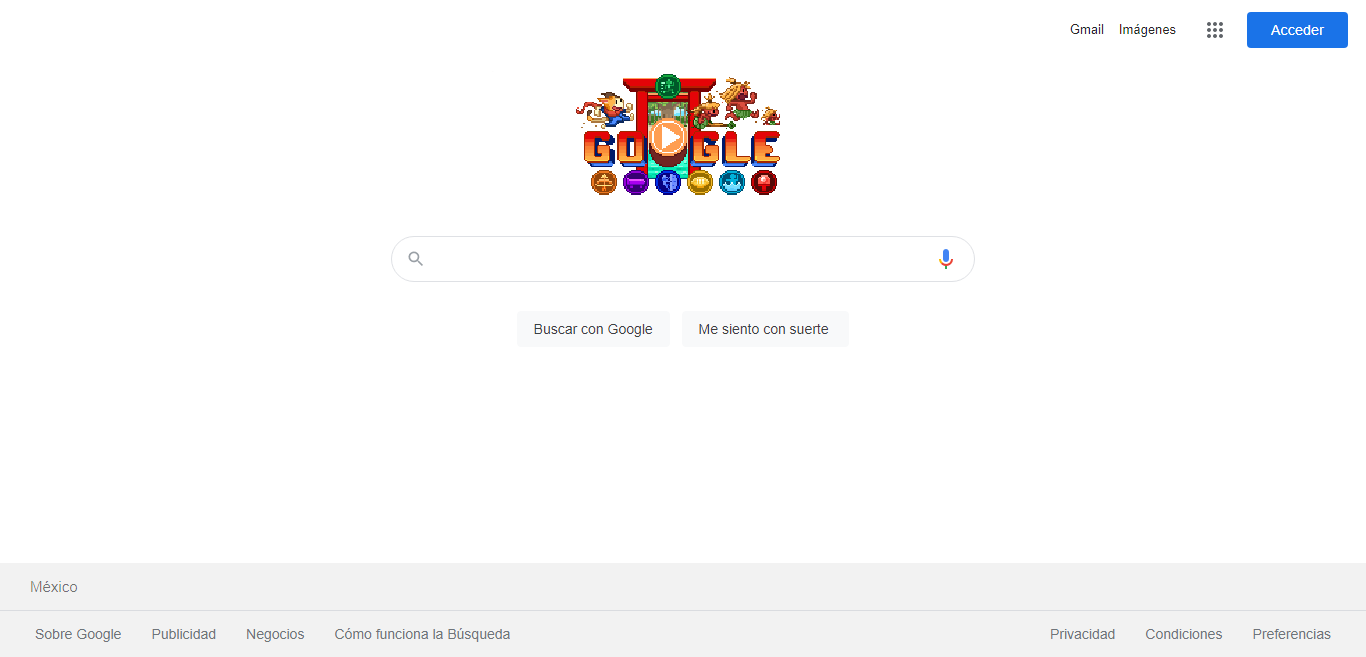 Gmail Imágenes Acceder
GOOGLE
Buscar con Google Me siento con suerte
México
Sobre Google Publicidad Negocios Cómo funciona la Búsqueda Privacidad Condiciones Preferencias